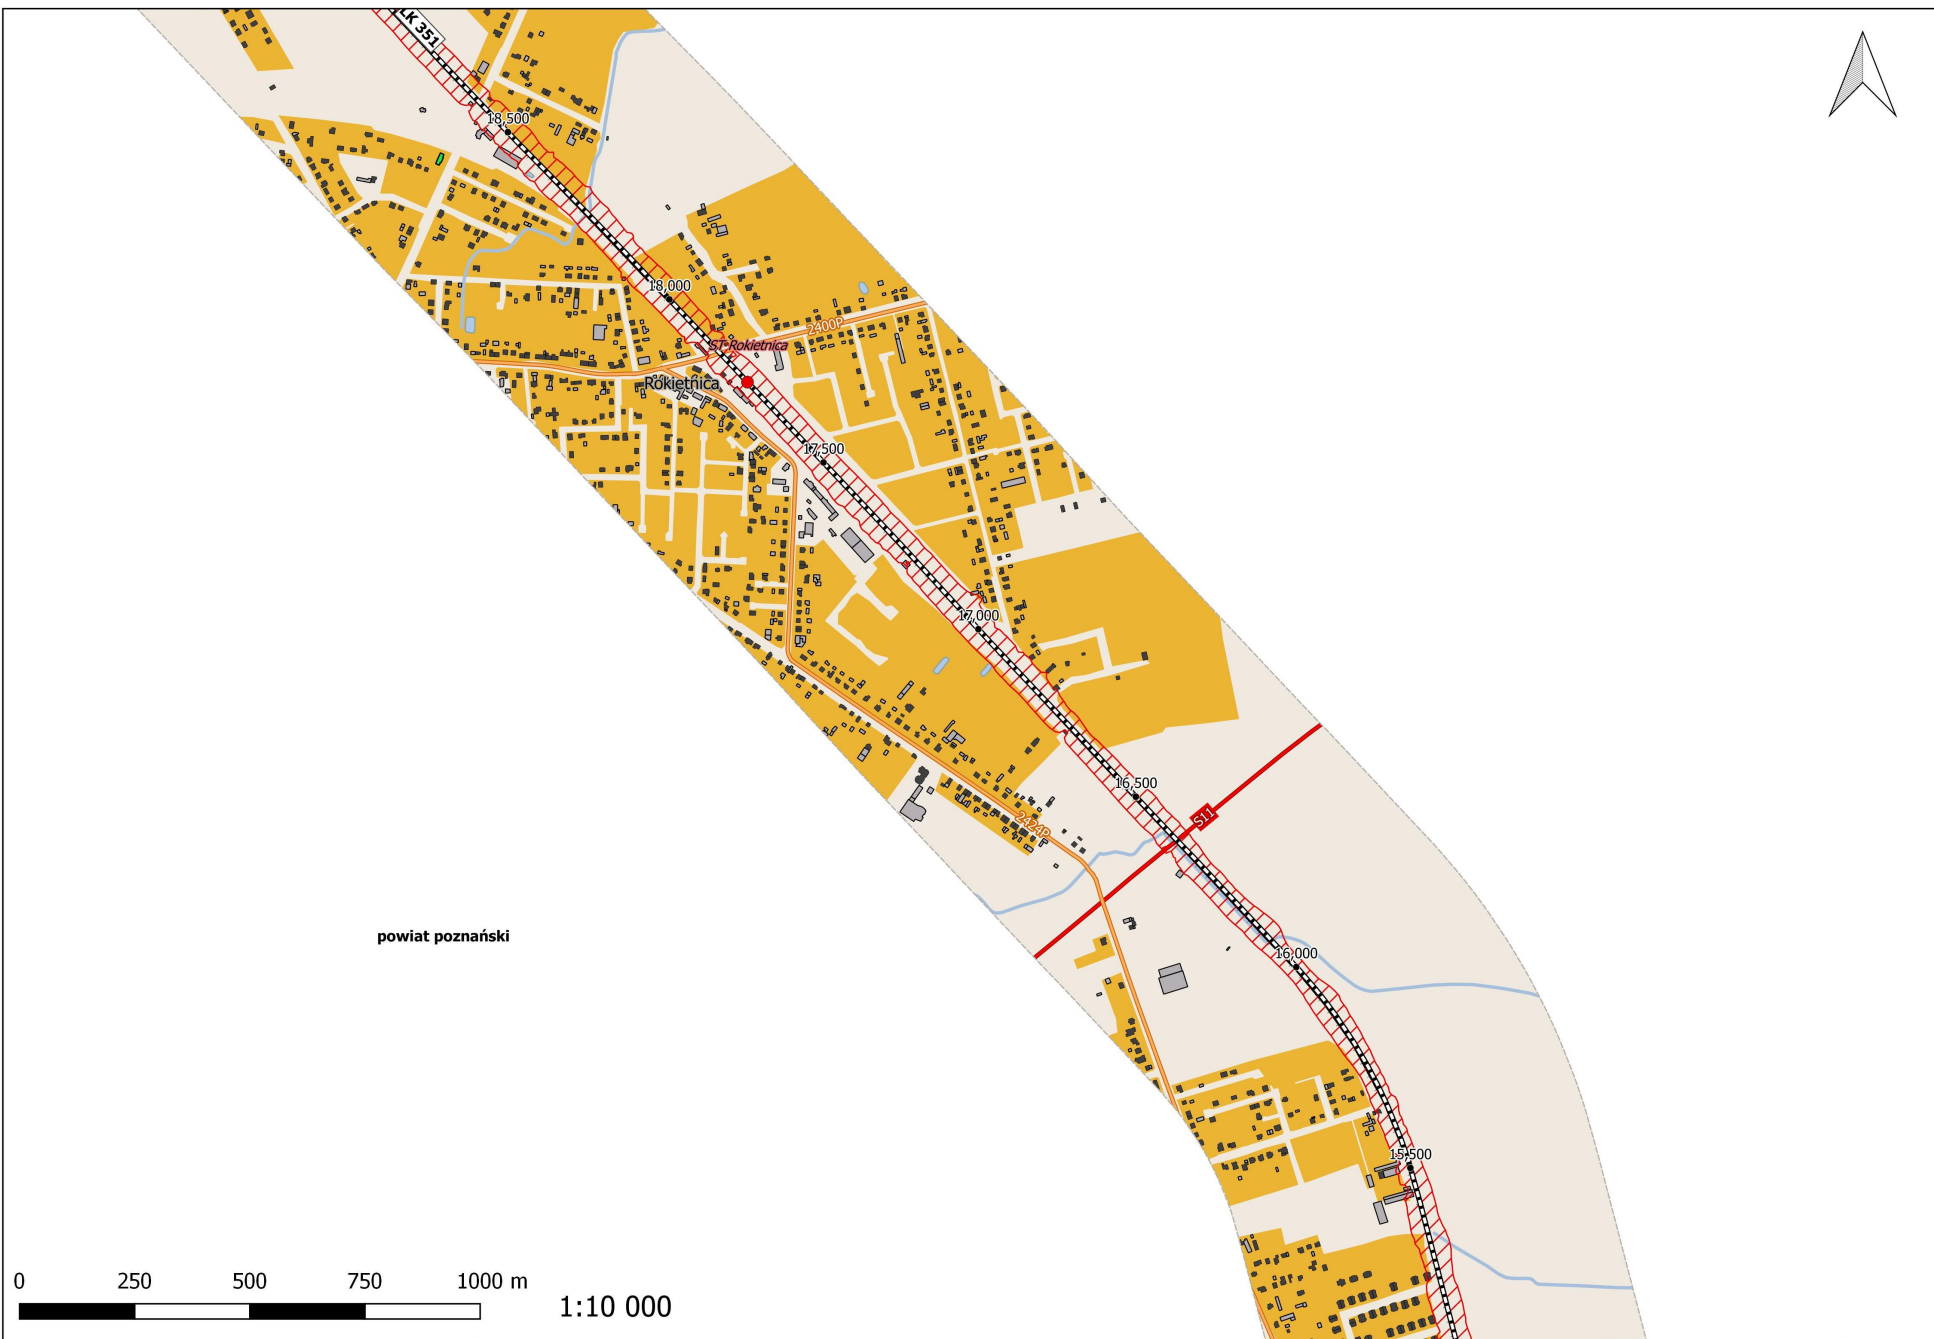 LK 351
18,500
18,000
2400P
ST Rokietnica
Rokietnica
17,500
17,000
16,500
S11
2424P
powiat poznański
16,000
15,500
0 250 500 750 1000 m
1:10 000